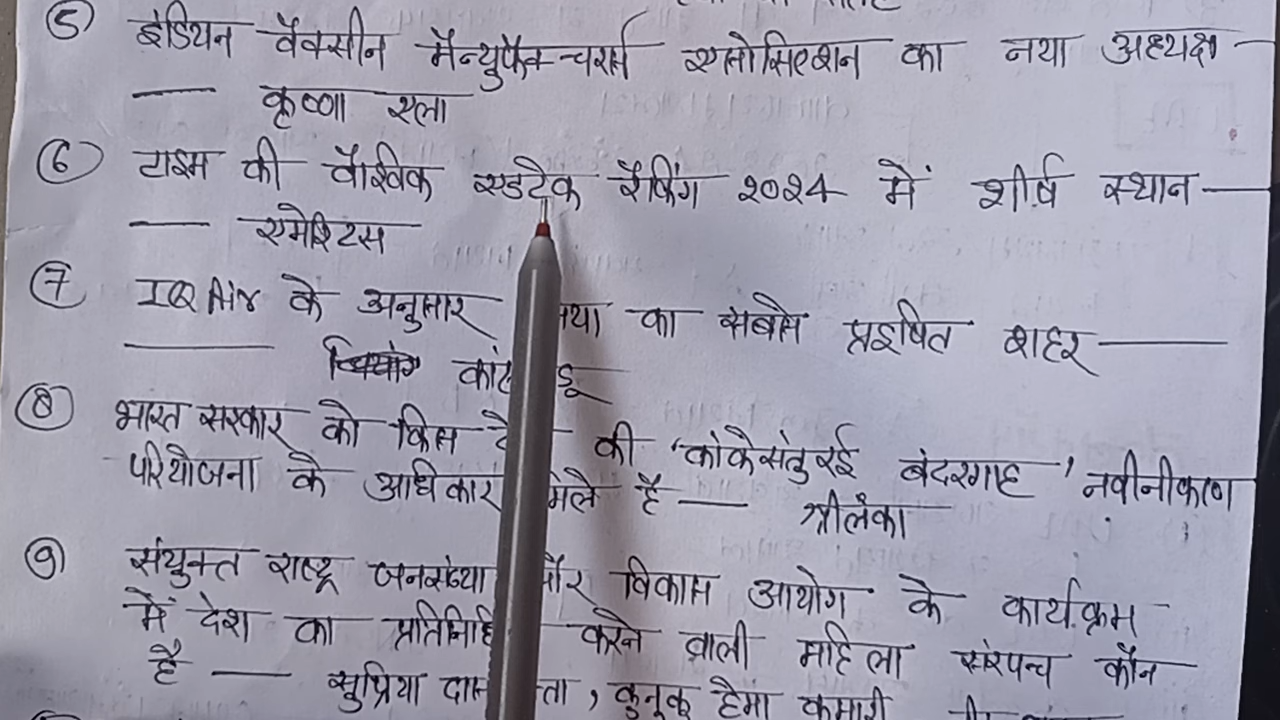 ⑤ इंडियन वैक्सीन मैन्युफैक्चरर्स एसोसिएशन का नया अध्यक्ष —
— कृष्णा एला
⑥ टाइम की वैश्विक एडटेक रैंकिंग २०२4 में शीर्ष स्थान —
— एमेरिटस
⑦ IQ Air के अनुसार का सबसे प्रदूषित शहर —
—
⑧ भारत सरकार को किस की 'कांकेसंतुरई बंदरगाह' नवीनीकरण
परियोजना के अधिकार मिले है — श्रीलंका
⑨ संयुक्त राष्ट्र जनसंख्या और विकास आयोग के कार्यक्रम
में देश का करने वाली महिला संरपन्च कौन
है — सुप्रिया दास , कुनुकू हेमा कुमारी